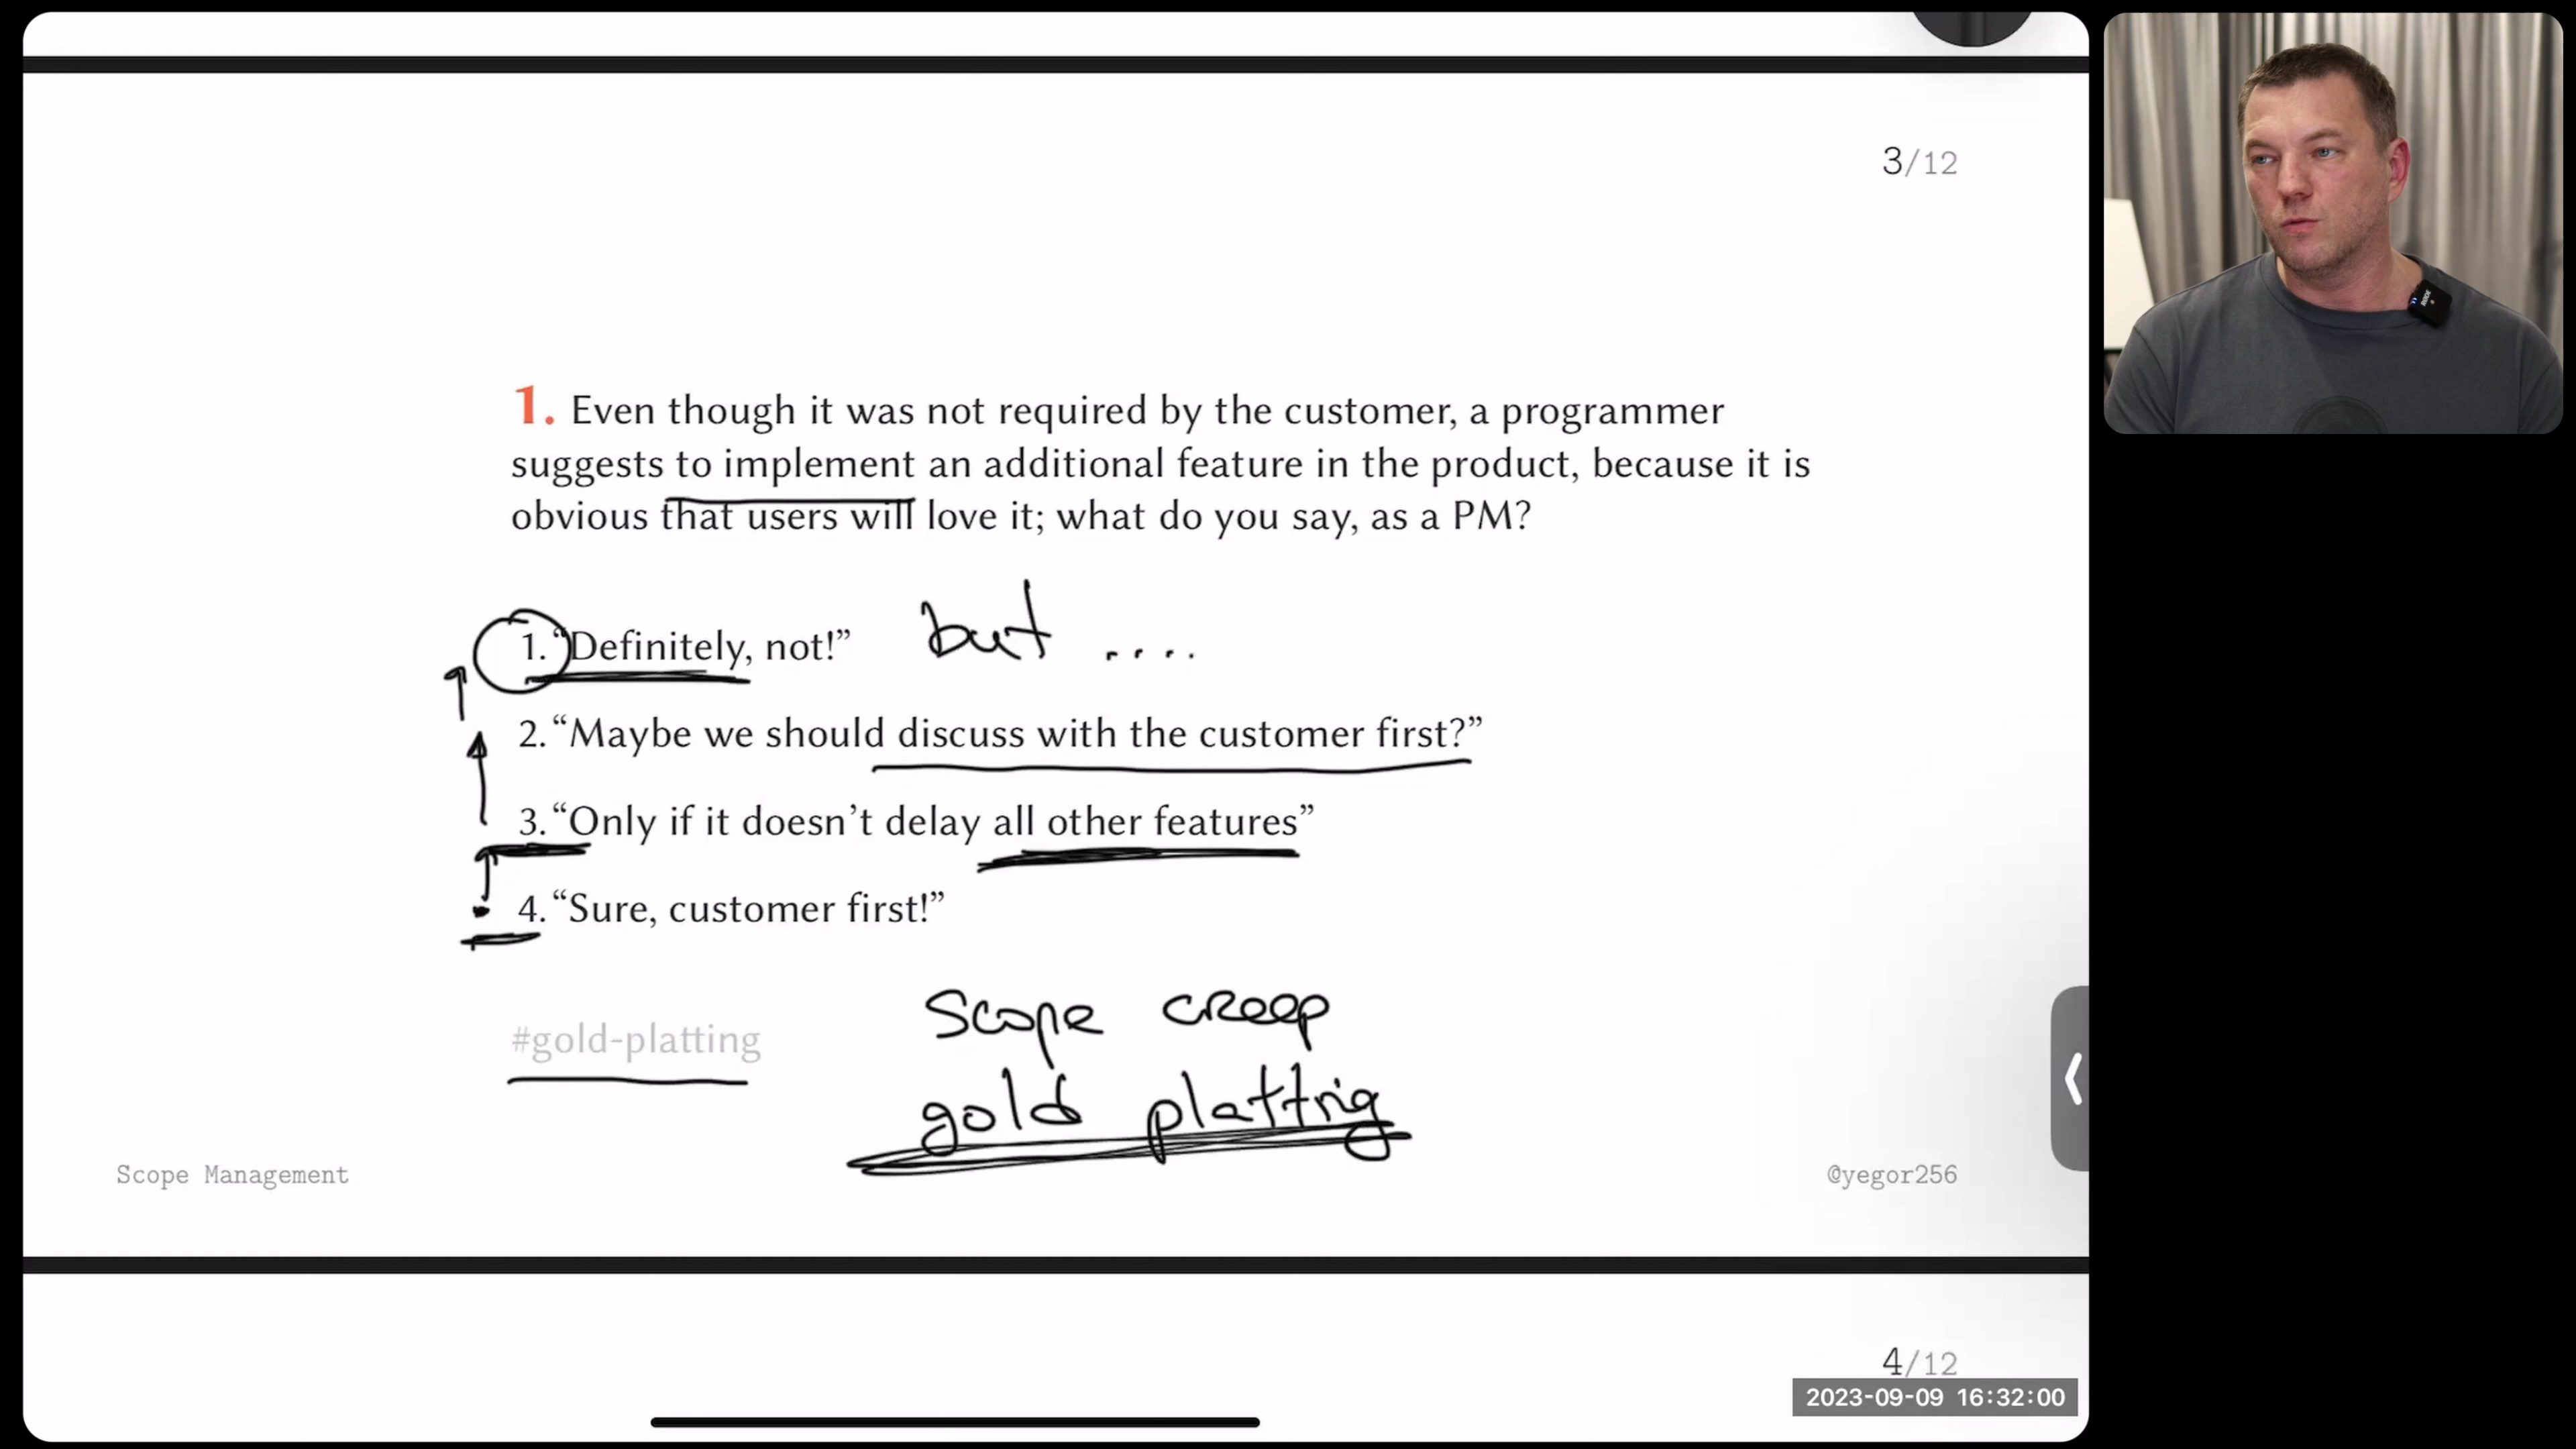 3/12
1. Even though it was not required by the customer, a programmer
suggests to implement an additional feature in the product, because it is
obvious that users will love it; what do you say, as a PM?
1. “Definitely, not!” but ....
2. “Maybe we should discuss with the customer first?”
3. “Only if it doesn’t delay all other features”
4. “Sure, customer first!”
scope creep
#gold-platting
gold platting
Scope Management
@yegor256
4/12
2023-09-09 16:32:00